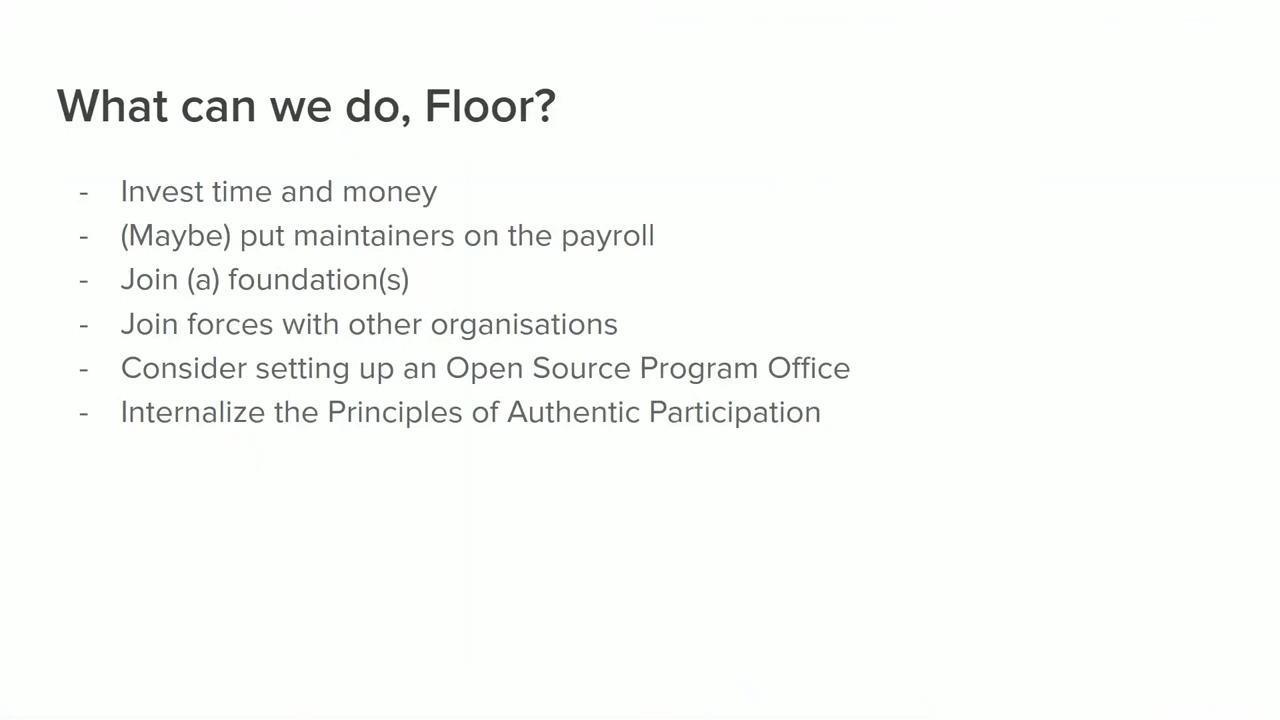 What can we do, Floor?
- Invest time and money
- (Maybe) put maintainers on the payroll
- Join (a) foundation(s)
- Join forces with other organisations
- Consider setting up an Open Source Program Office
- Internalize the Principles of Authentic Participation